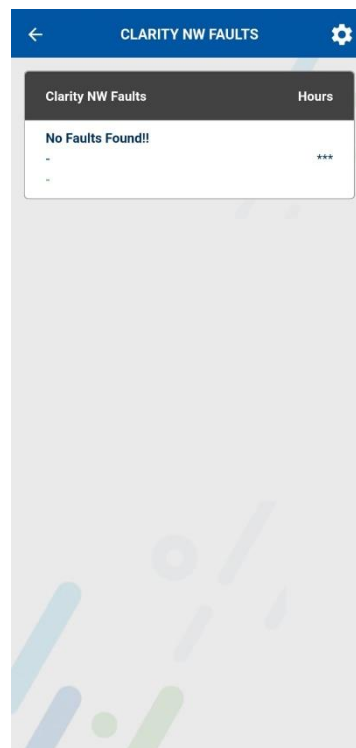 CLARITY NW FAULTS
Clarity NW Faults Hours
No Faults Found!!
- ***
-